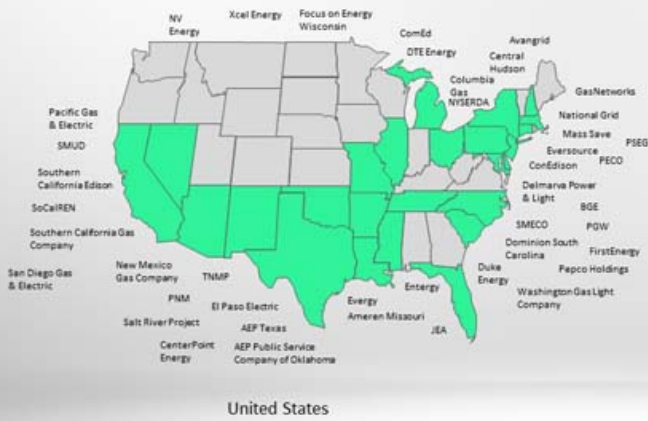 NV
Energy
Xcel Energy
Focus on Energy
Wisconsin
ComEd
DTE Energy
Avangrid
Central
Hudson
Columbia
Gas
NYSERDA
GasNetworks
National Grid
Mass Save
PSEG
Eversource
PECO
ConEdison
Delmarva Power
& Light
BGE
SMECO
PGW
Dominion South
Carolina
FirstEnergy
Duke
Energy
Pepco Holdings
Washington Gas Light
Company
Pacific Gas
& Electric
SMUD
Southern
California Edison
SoCalREN
Southern California Gas
Company
San Diego Gas
& Electric
New Mexico
Gas Company
TNMP
PNM
El Paso Electric
Salt River Project
AEP Texas
CenterPoint
Energy
AEP Public Service
Company of Oklahoma
Evergy
Entergy
Ameren Missouri
JEA
United States